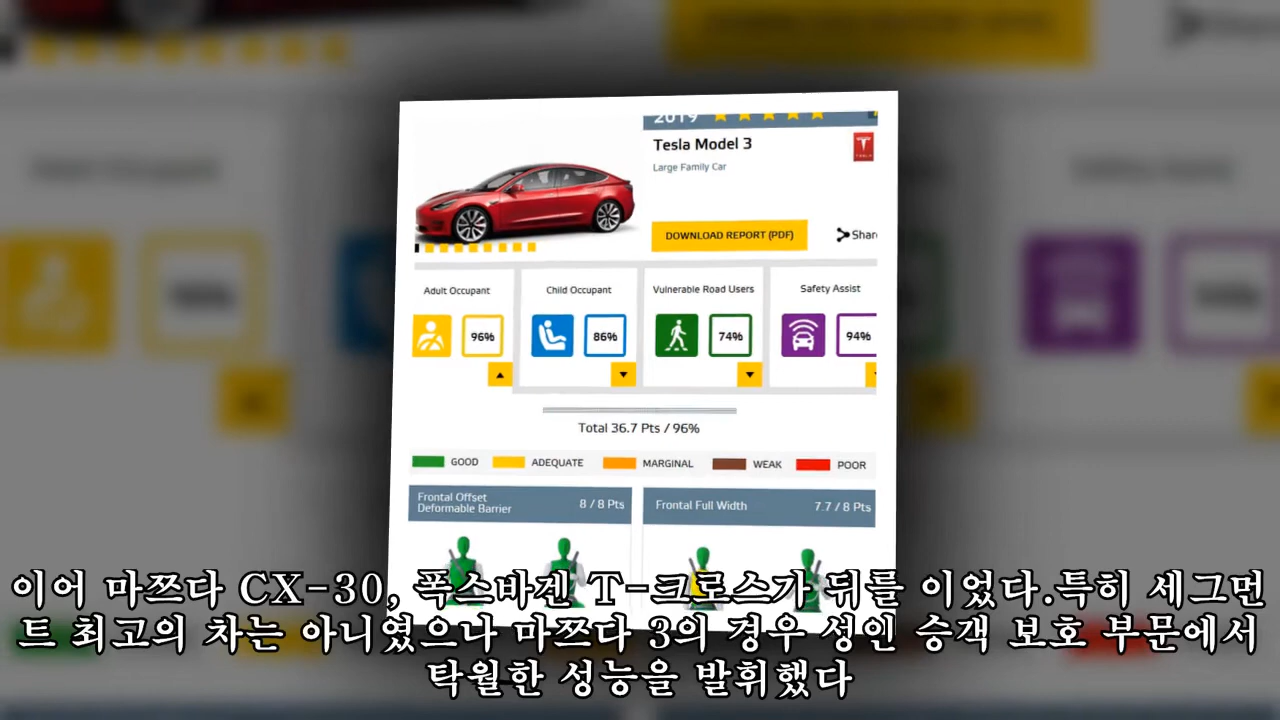 2019
Tesla Model 3
Large Family Car
TESLA
DOWNLOAD REPORT (PDF)
Share
Adult Occupant
Child Occupant
Vulnerable Road Users
Safety Assist
96%
86%
74%
94%
Total 36.7 Pts / 96%
GOOD
ADEQUATE
MARGINAL
WEAK
POOR
Frontal Offset
Deformable Barrier
8 / 8 Pts
Frontal Full Width
7.7 / 8 Pts
이어 마쯔다 CX-30, 폭스바겐 T-크로스가 뒤를 이었다.특히 세그먼
트 최고의 차는 아니였으나 마쯔다 3의 경우 성인 승객 보호 부문에서
탁월한 성능을 발휘했다